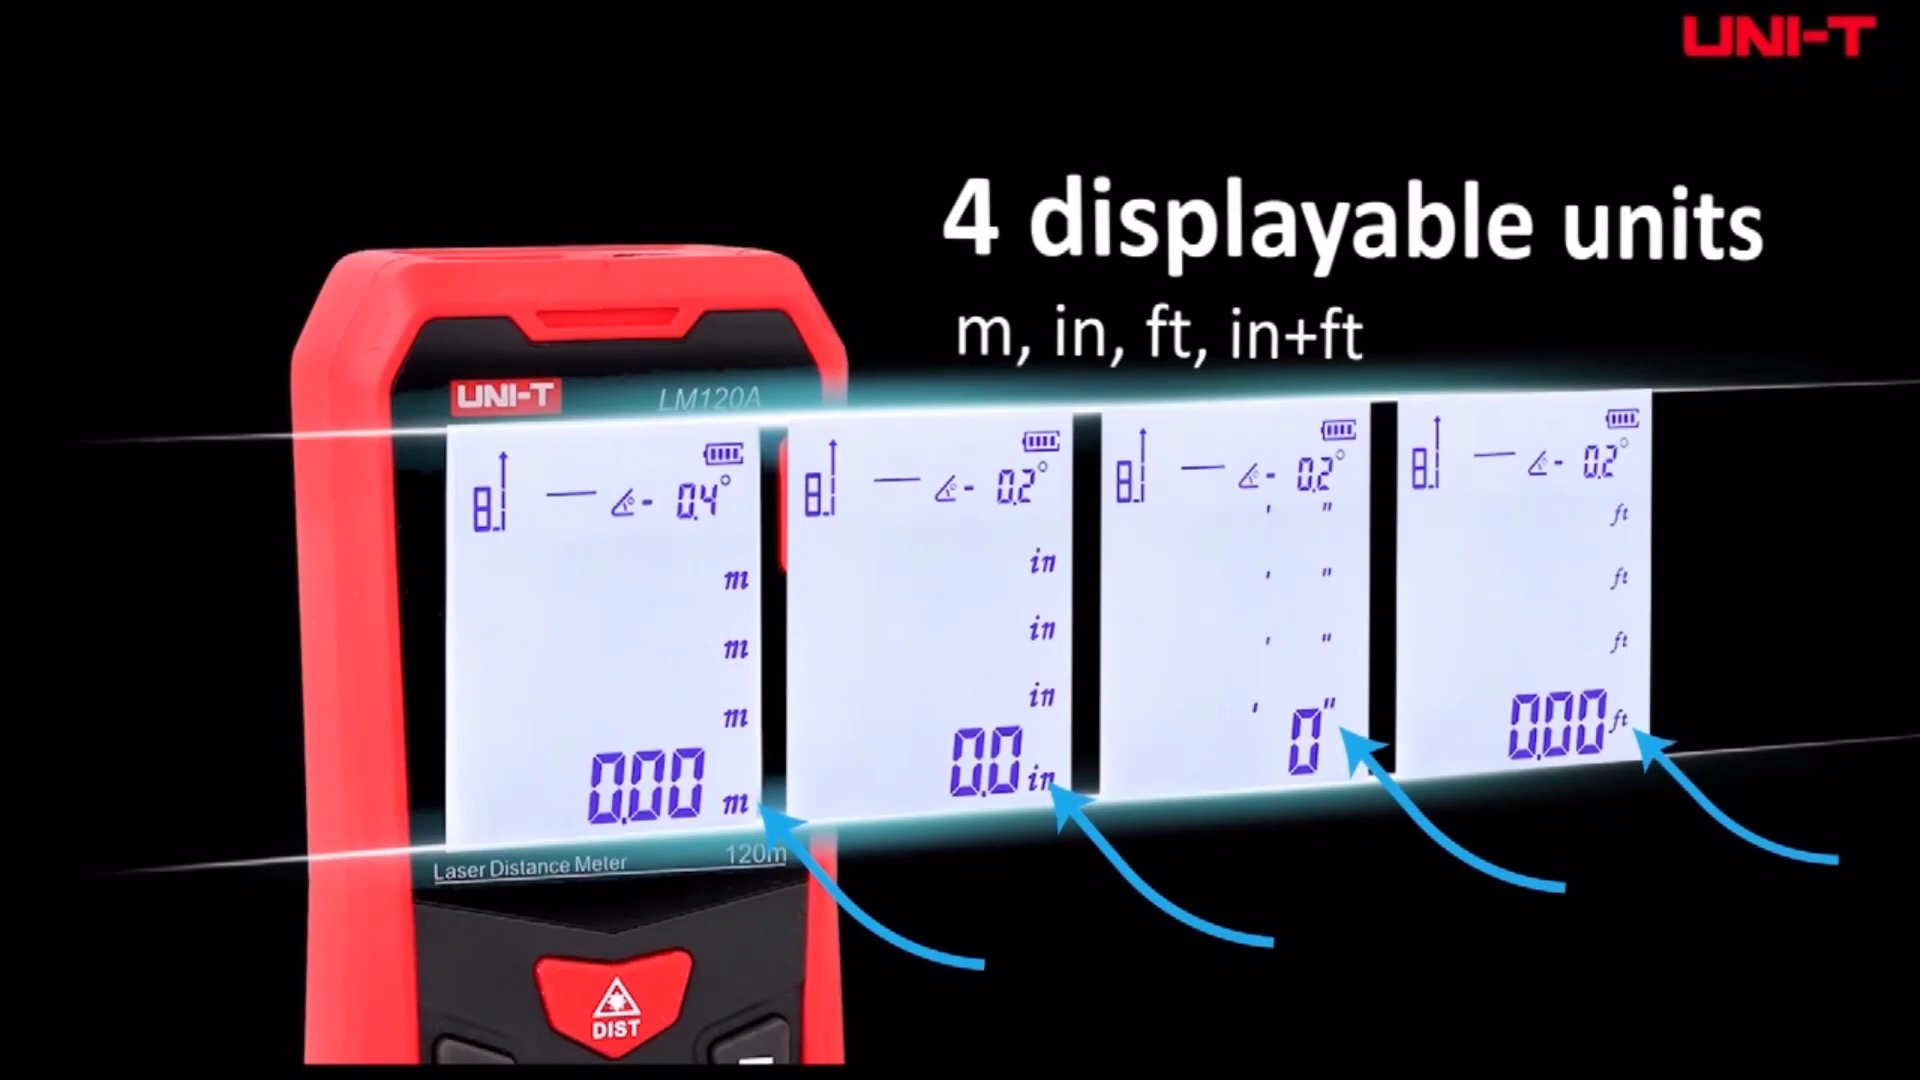 UNI-T
4 displayable units
m, in, ft, in+ft
UNI-T LM120A
- 0.4°
m
m
m
0.00 m
- 0.2°
in
in
in
0.0 in
- 0.2°
' "
' "
' "
' 0"
- 0.2°
ft
ft
ft
0.00 ft
Laser Distance Meter 120m
DIST